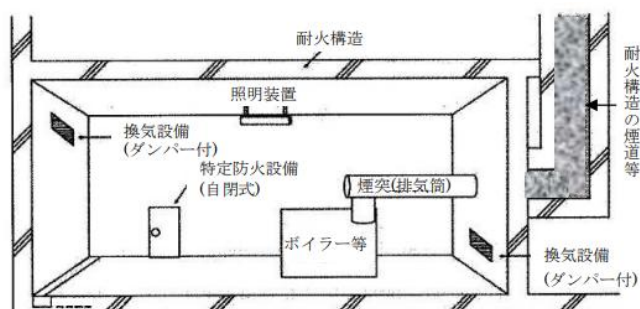 耐火構造
照明装置
換気設備
(ダンパー付)
特定防火設備
(自閉式)
煙突(排気筒)
ボイラー等
換気設備
(ダンパー付)
耐火構造の煙道等